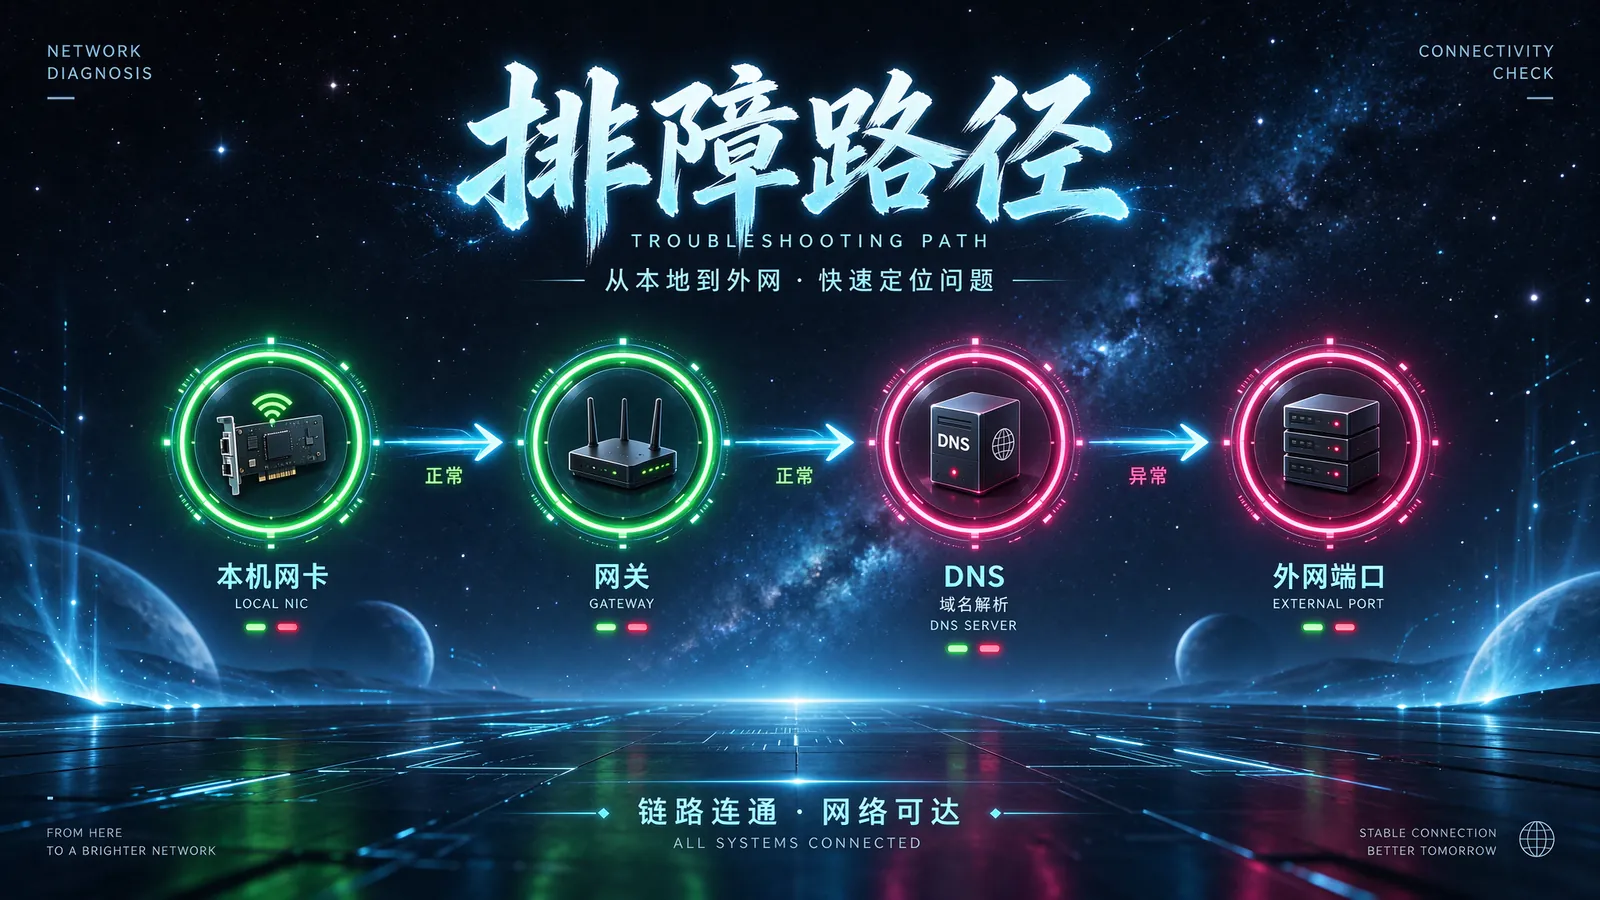 NETWORK
DIAGNOSIS
CONNECTIVITY
CHECK
排障路径
TROUBLESHOOTING PATH
从本地到外网 · 快速定位问题
正常
正常
DNS
异常
本机网卡
LOCAL NIC
网关
GATEWAY
DNS
域名解析
DNS SERVER
外网端口
EXTERNAL PORT
链路连通 · 网络可达
ALL SYSTEMS CONNECTED
FROM HERE
TO A BRIGHTER NETWORK
STABLE CONNECTION
BETTER TOMORROW